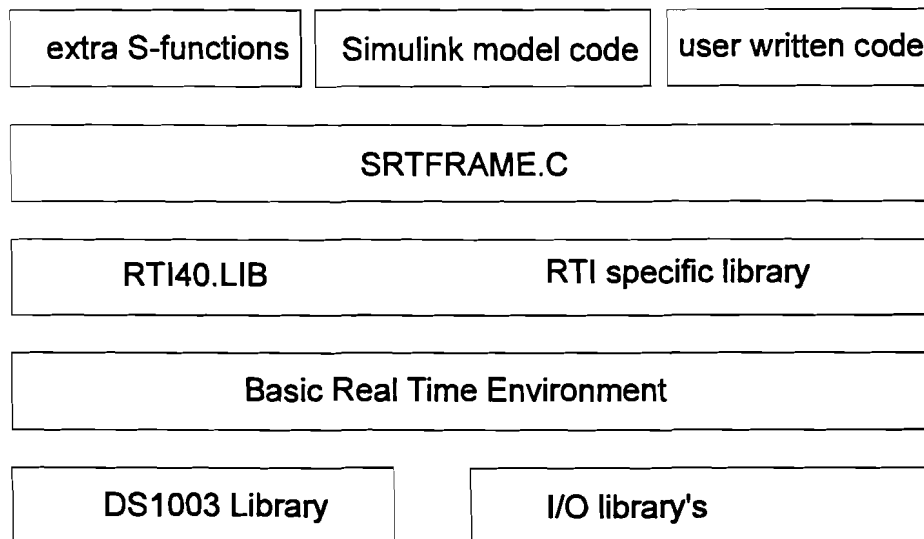 extra S-functions
Simulink model code
user written code
SRTFRAME.C
RTI40.LIB
RTI specific library
Basic Real Time Environment
DS1003 Library
I/O library's